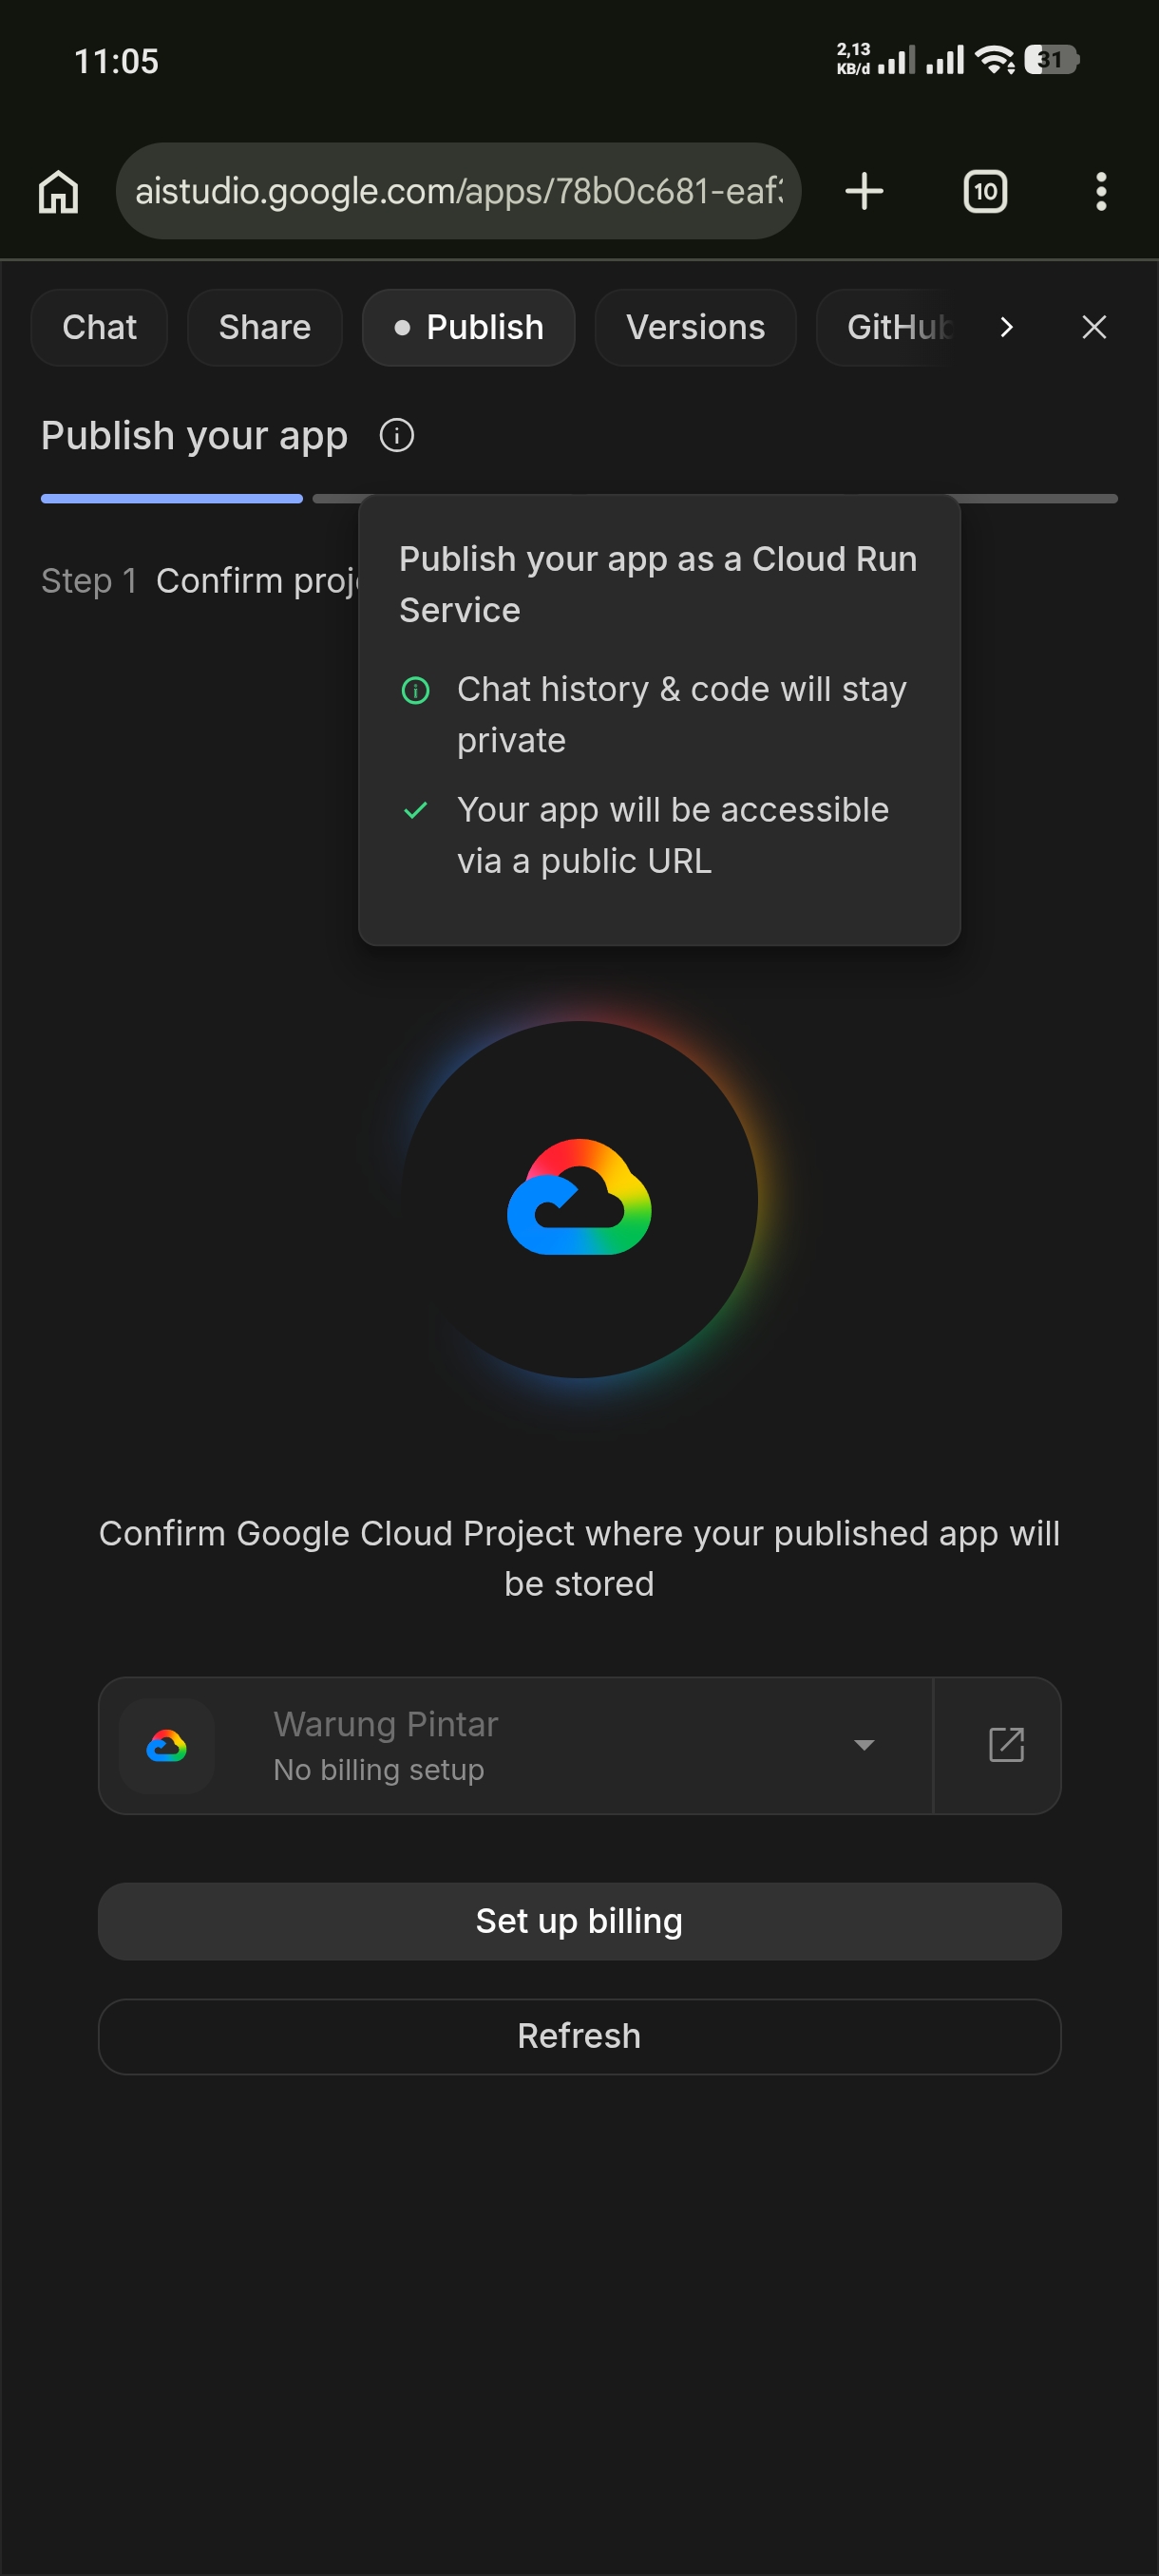 11:05
2,13
KB/d
31
aistudio.google.com/apps/78b0c681-eaf
10
Chat
Share
Publish
Versions
GitHub
Publish your app
Step 1 Confirm proj
Publish your app as a Cloud Run
Service
Chat history & code will stay
private
Your app will be accessible
via a public URL
Confirm Google Cloud Project where your published app will
be stored
Warung Pintar
No billing setup
Set up billing
Refresh